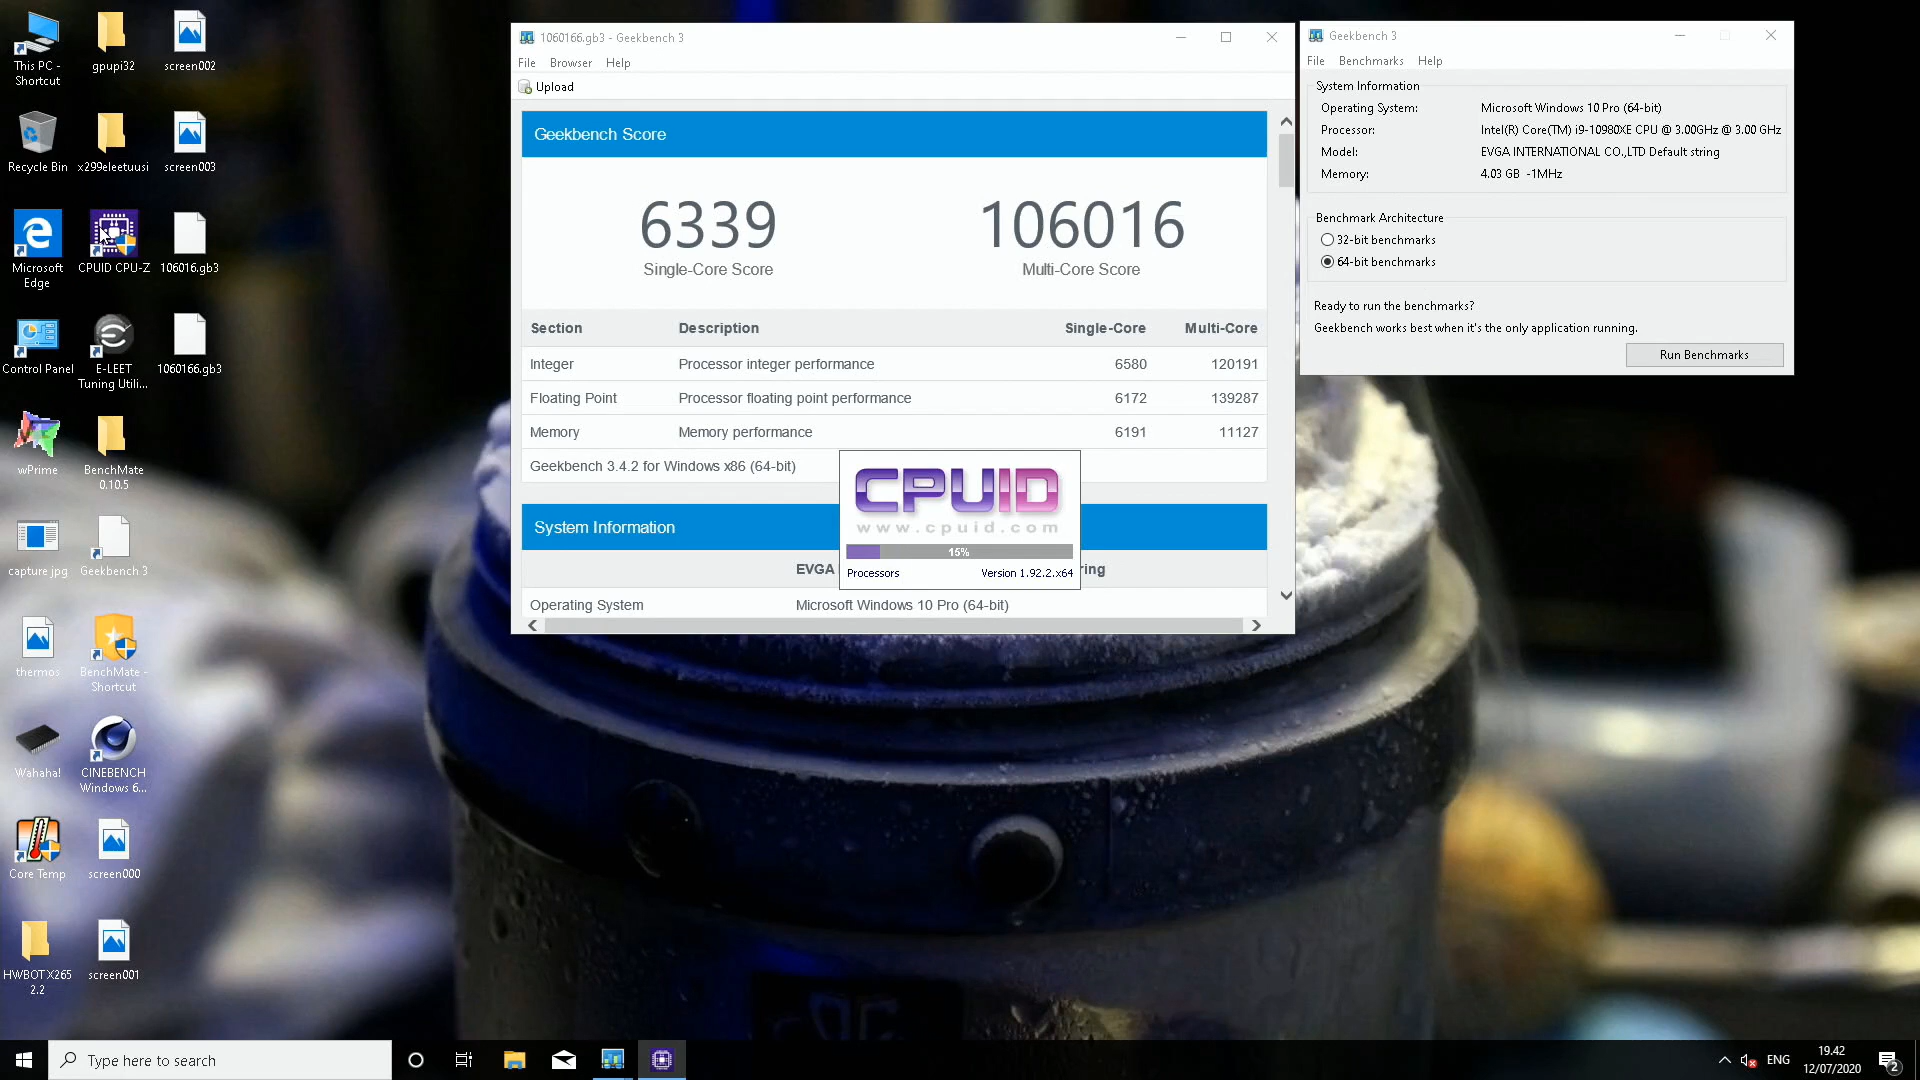 This PC - Shortcut
gpupi32
screen002
Recycle Bin
x299eleetuusi
screen003
Microsoft Edge
CPUID CPU-Z
106016.gb3
Control Panel
E-LEET Tuning Utili...
1060166.gb3
wPrime
BenchMate 0.10.5
capture jpg
Geekbench 3
thermos
BenchMate - Shortcut
Wahaha!
CINEBENCH Windows 6...
Core Temp
screen000
HWBOT X265 2.2
screen001
1060166.gb3 - Geekbench 3
File Browser Help
Upload
Geekbench Score
6339 106016
Single-Core Score Multi-Core Score
Section Description Single-Core Multi-Core
Integer Processor integer performance 6580 120191
Floating Point Processor floating point performance 6172 139287
Memory Memory performance 6191 11127
Geekbench 3.4.2 for Windows x86 (64-bit)
System Information
EVGA ring
Operating System Microsoft Windows 10 Pro (64-bit)
CPUID
www.cpuid.com
15%
Processors Version 1.92.2.x64
Geekbench 3
File Benchmarks Help
System Information
Operating System: Microsoft Windows 10 Pro (64-bit)
Processor: Intel(R) Core(TM) i9-10980XE CPU @ 3.00GHz @ 3.00 GHz
Model: EVGA INTERNATIONAL CO.,LTD Default string
Memory: 4.03 GB -1MHz
Benchmark Architecture
32-bit benchmarks
64-bit benchmarks
Ready to run the benchmarks?
Geekbench works best when it's the only application running.
Run Benchmarks
Type here to search
ENG
19.42
12/07/2020
2